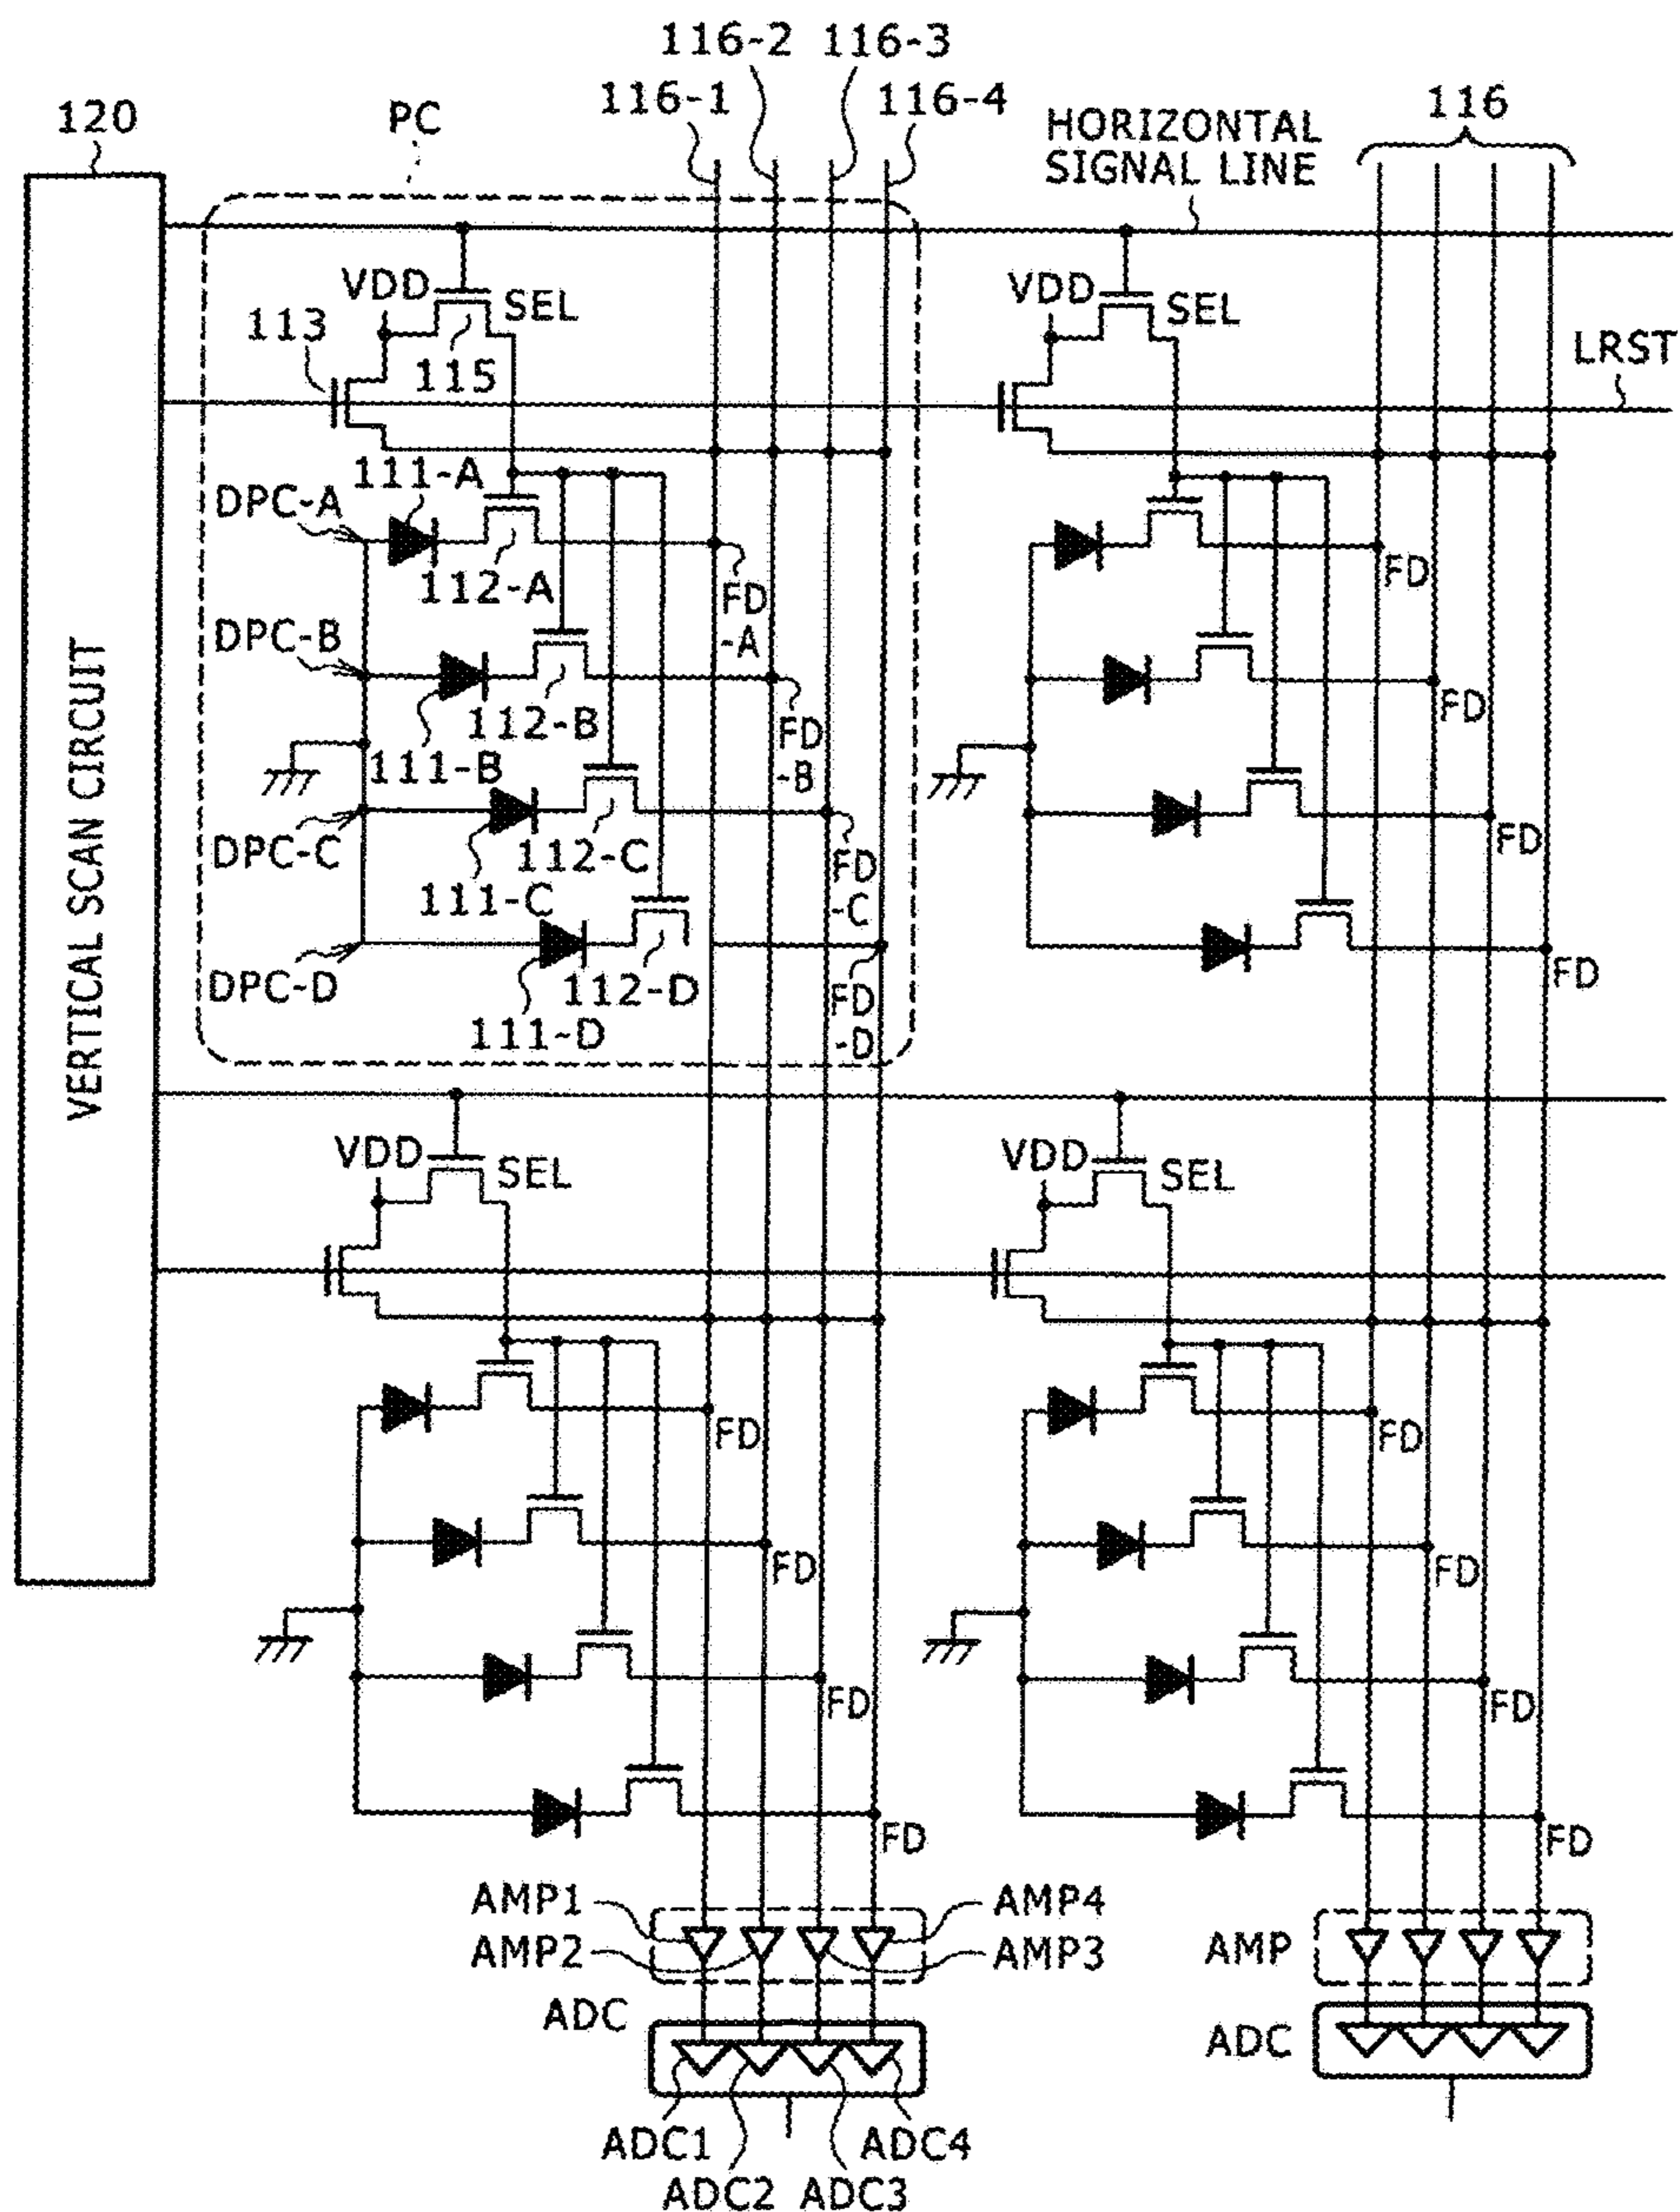 116-2 116-3
116-1 116-4
120
PC
HORIZONTAL
SIGNAL LINE
116
VDD
SEL
113
115
VDD
SEL
LRST
111-A
DPC-A
112-A
FD
-A
FD
DPC-B
112-B
111-B
FD
-B
FD
DPC-C
112-C
111-C
FD
-C
FD
DPC-D
112-D
111-D
FD
-D
FD
VERTICAL SCAN CIRCUIT
VDD
SEL
VDD
SEL
FD
FD
FD
FD
FD
FD
FD
FD
AMP1
AMP4
AMP2
AMP3
AMP
ADC
ADC
ADC1
ADC4
ADC2
ADC3